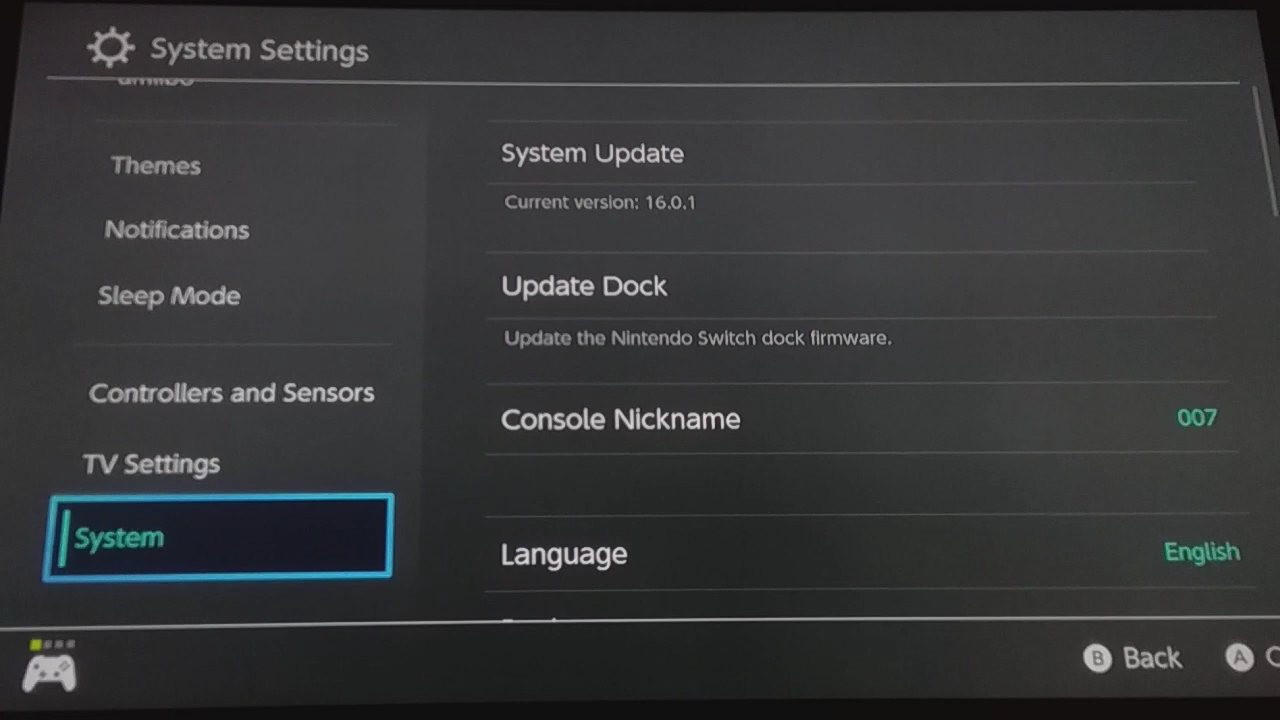 System Settings
amiibo
Themes
Notifications
Sleep Mode
Controllers and Sensors
TV Settings
System
System Update
Current version: 16.0.1
Update Dock
Update the Nintendo Switch dock firmware.
Console Nickname 007
Language English
B Back A